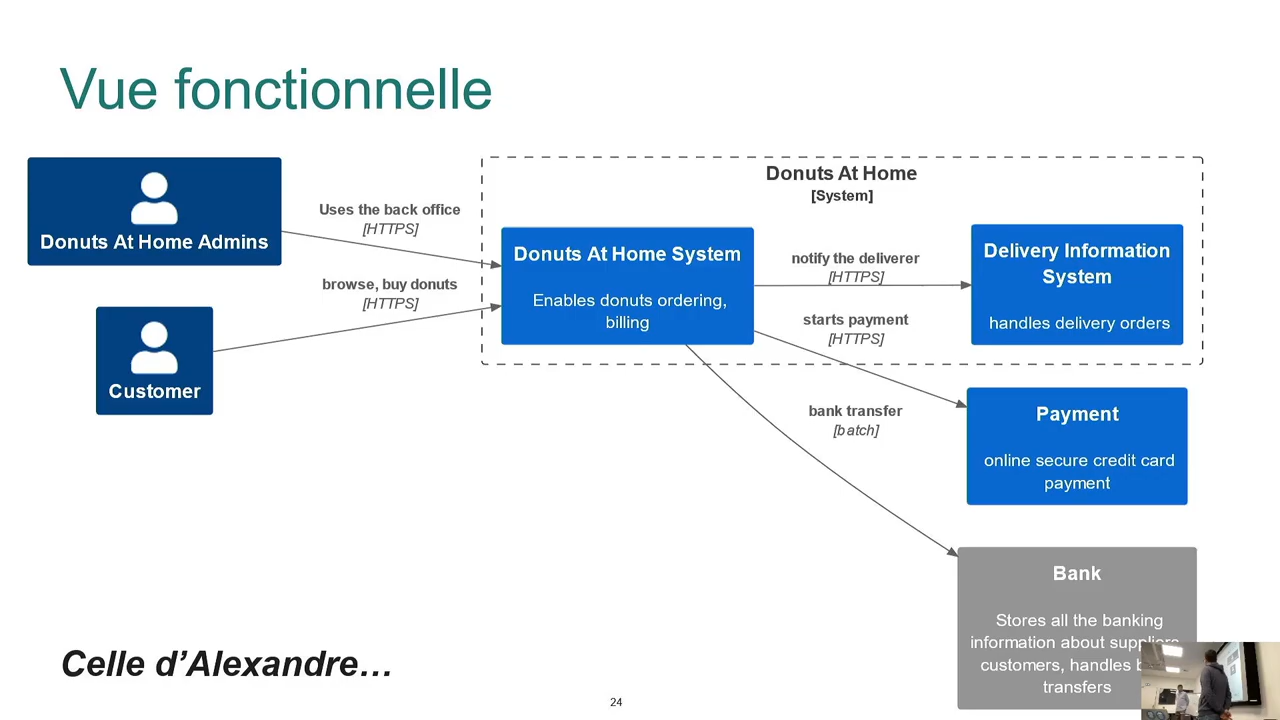 Vue fonctionnelle
Donuts At Home Admins
Uses the back office
[HTTPS]
browse, buy donuts
[HTTPS]
Customer
Donuts At Home
[System]
Donuts At Home System
Enables donuts ordering,
billing
notify the deliverer
[HTTPS]
starts payment
[HTTPS]
Delivery Information
System
handles delivery orders
bank transfer
[batch]
Payment
online secure credit card
payment
Bank
Stores all the banking
information about suppliers,
customers, handles
transfers
Celle d’Alexandre…
24